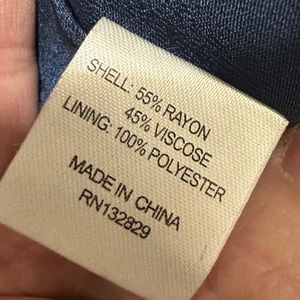 SHELL: 55% RAYON
45% VISCOSE
LINING: 100% POLYESTER
MADE IN CHINA
RN132829